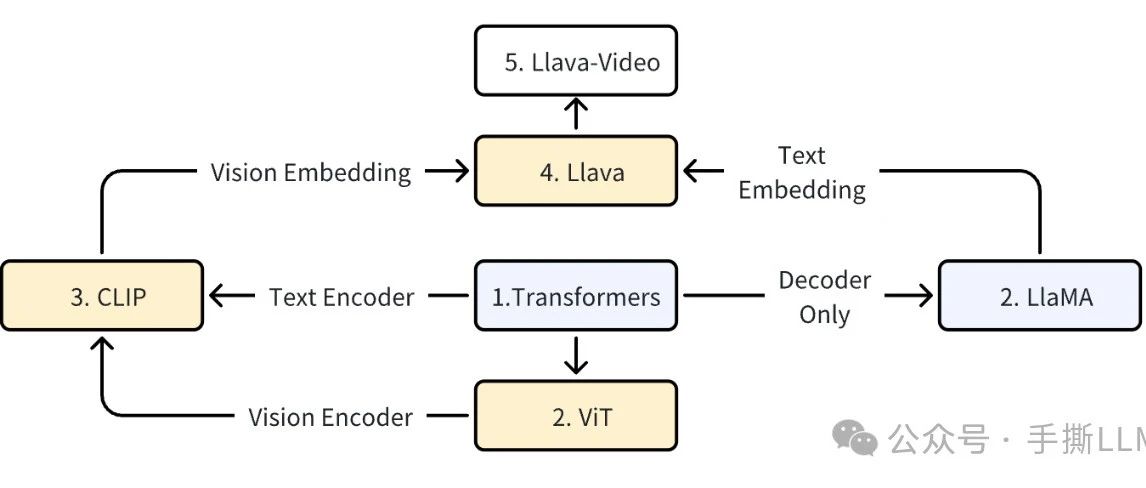 5. Llava-Video
Vision Embedding
4. Llava
Text
Embedding
3. CLIP
Text Encoder
1.Transformers
Decoder
Only
2. LlaMA
Vision Encoder
2. ViT
公众号 · 手撕LLM